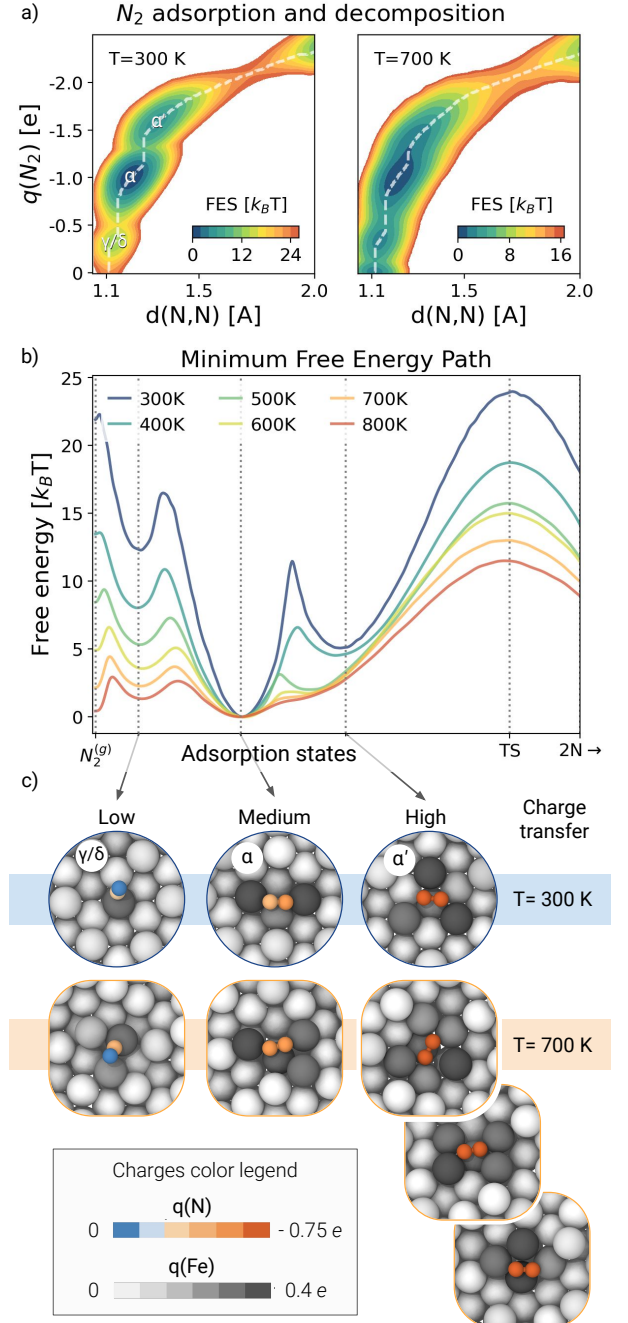 a)
N₂ adsorption and decomposition
T=300 K
T=700 K
q(N₂) [e]
-2.0
-1.5
-1.0
-0.5
0
α'
α
γ/δ
FES [k_BT]
0 12 24
FES [k_BT]
0 8 16
1.1 1.5 2.0
1.1 1.5 2.0
d(N,N) [A]
d(N,N) [A]
b)
Minimum Free Energy Path
Free energy [k_BT]
25
20
15
10
5
0
300K 500K 700K
400K 600K 800K
N₂⁽ᵍ⁾ Adsorption states TS 2N →
c)
Low Medium High Charge
transfer
γ/δ α α'
T= 300 K
T= 700 K
Charges color legend
q(N)
0 - 0.75 e
q(Fe)
0 0.4 e